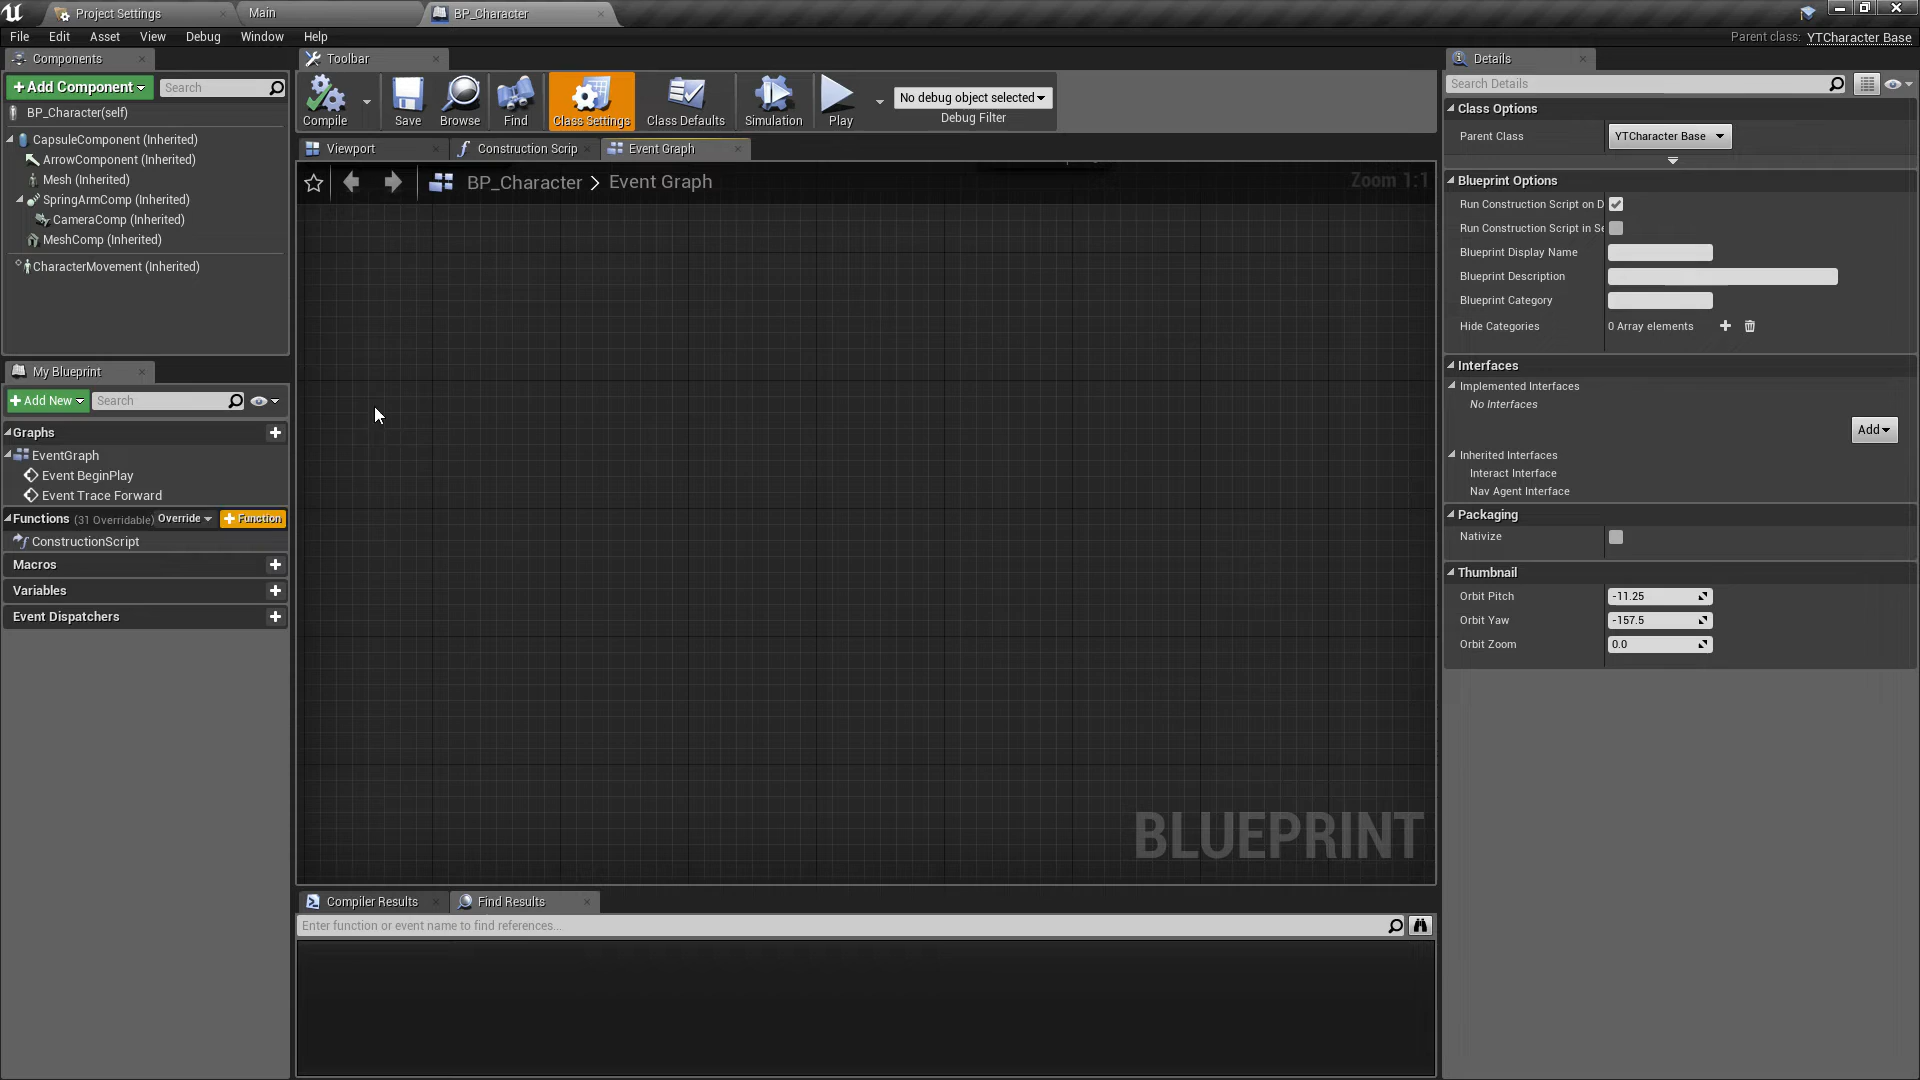 Project Settings
Main
BP_Character
File Edit Asset View Debug Window Help
Parent class: YTCharacter Base
Components
Toolbar
Details
+Add Component
Search
BP_Character(self)
CapsuleComponent (Inherited)
ArrowComponent (Inherited)
Mesh (Inherited)
SpringArmComp (Inherited)
CameraComp (Inherited)
MeshComp (Inherited)
CharacterMovement (Inherited)
Compile
Save
Browse
Find
Class Settings
Class Defaults
Simulation
Play
No debug object selected
Debug Filter
Viewport
Construction Scrip
Event Graph
BP_Character > Event Graph
Zoom 1:1
BLUEPRINT
My Blueprint
+Add New
Search
Graphs
EventGraph
Event BeginPlay
Event Trace Forward
Functions (31 Overridable) Override + Function
ConstructionScript
Macros
Variables
Event Dispatchers
Compiler Results
Find Results
Enter function or event name to find references...
Search Details
Class Options
Parent Class YTCharacter Base
Blueprint Options
Run Construction Script on D
Run Construction Script in Se
Blueprint Display Name
Blueprint Description
Blueprint Category
Hide Categories 0 Array elements
Interfaces
Implemented Interfaces
No Interfaces
Add
Inherited Interfaces
Interact Interface
Nav Agent Interface
Packaging
Nativize
Thumbnail
Orbit Pitch -11.25
Orbit Yaw -157.5
Orbit Zoom 0.0